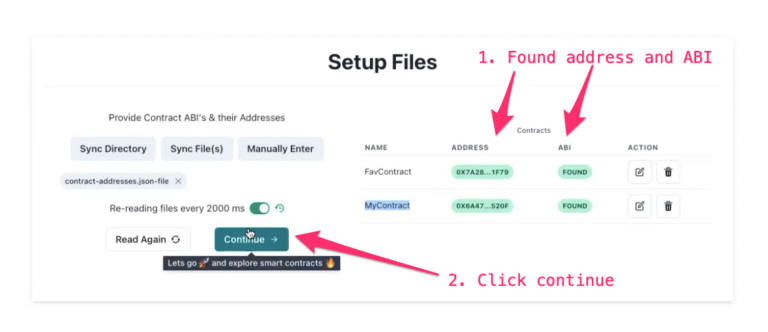 Setup Files
1. Found address and ABI
Provide Contract ABI's & their Addresses
Sync Directory
Sync File(s)
Manually Enter
contract-addresses.json-file ×
Re-reading files every 2000 ms
Read Again
Continue →
Lets go 🚀 and explore smart contracts 🔥
Contracts
NAME ADDRESS ABI ACTION
FavContract 0X7A28...1F79 FOUND
MyContract 0X6A47...520F FOUND
2. Click continue